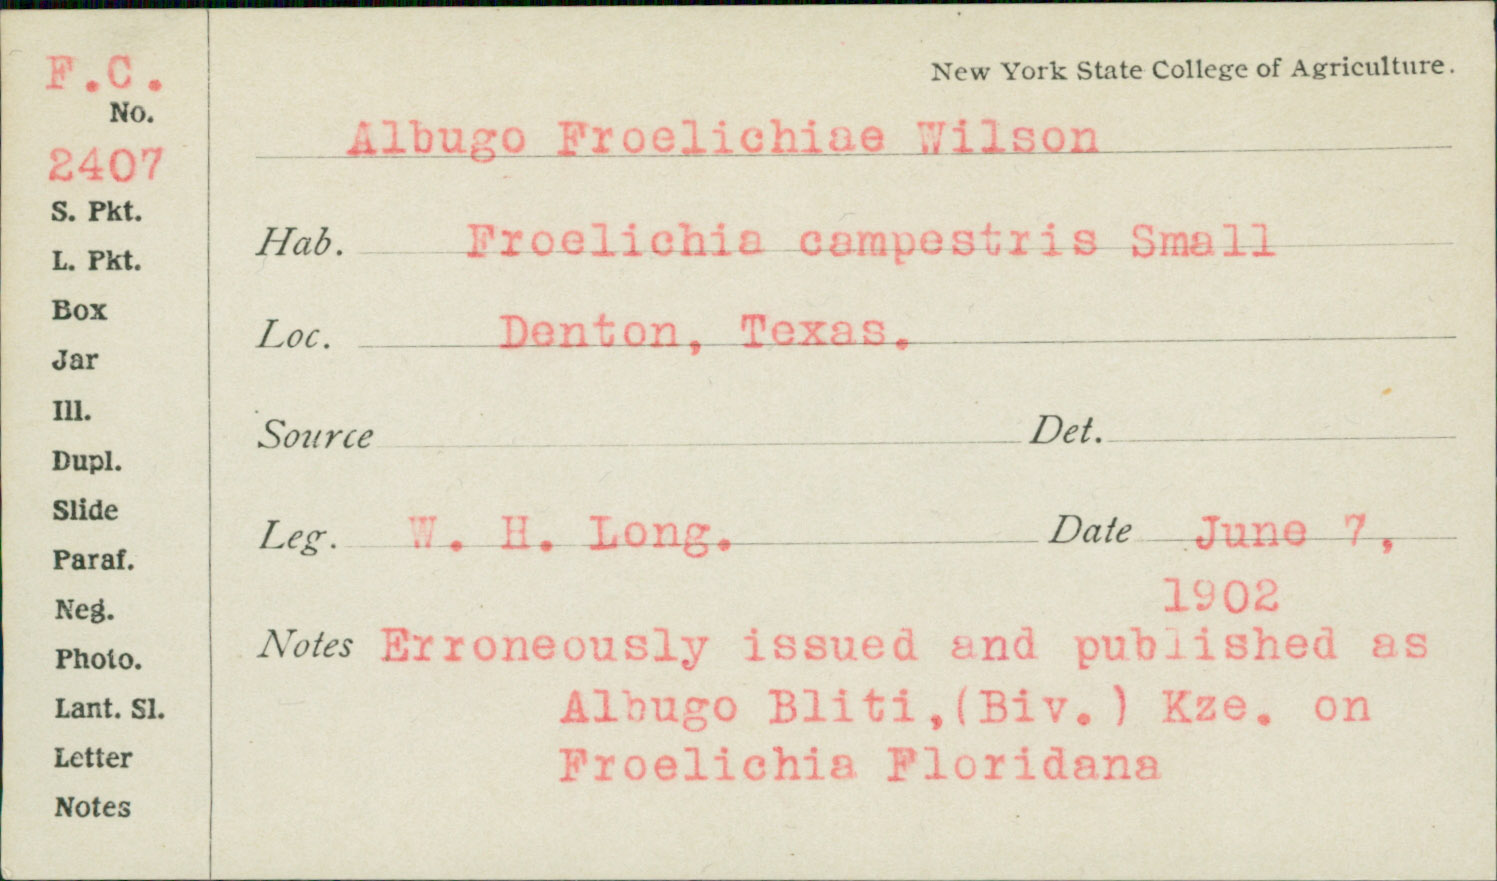 F.C.
No.
2407
S. Pkt.
L. Pkt.
Box
Jar
Ill.
Dupl.
Slide
Paraf.
Neg.
Photo.
Lant. Sl.
Letter
Notes
New York State College of Agriculture.
Albugo Froelichiae Wilson
Hab. Froelichia campestris Small
Loc. Denton, Texas.
Source Det.
Leg. W. H. Long. Date June 7,
1902
Notes Erroneously issued and published as
Albugo Bliti,(Biv.) Kze. on
Froelichia Floridana